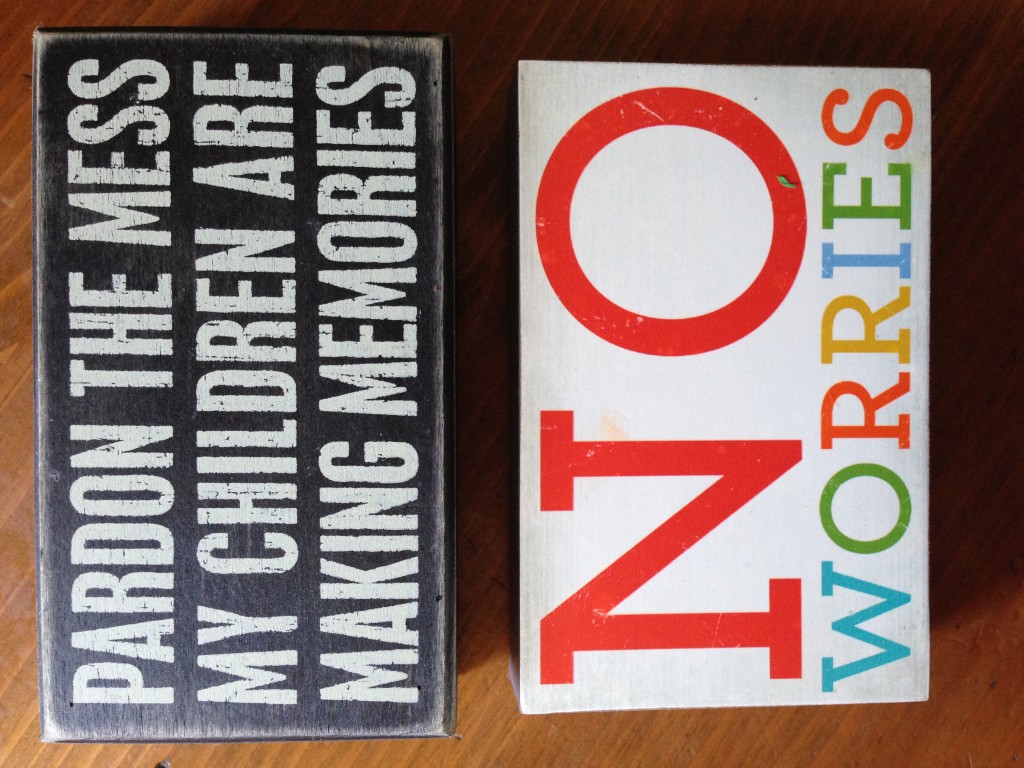 PARDON THE MESS
MY CHILDREN ARE
MAKING MEMORIES
NO
WORRIES